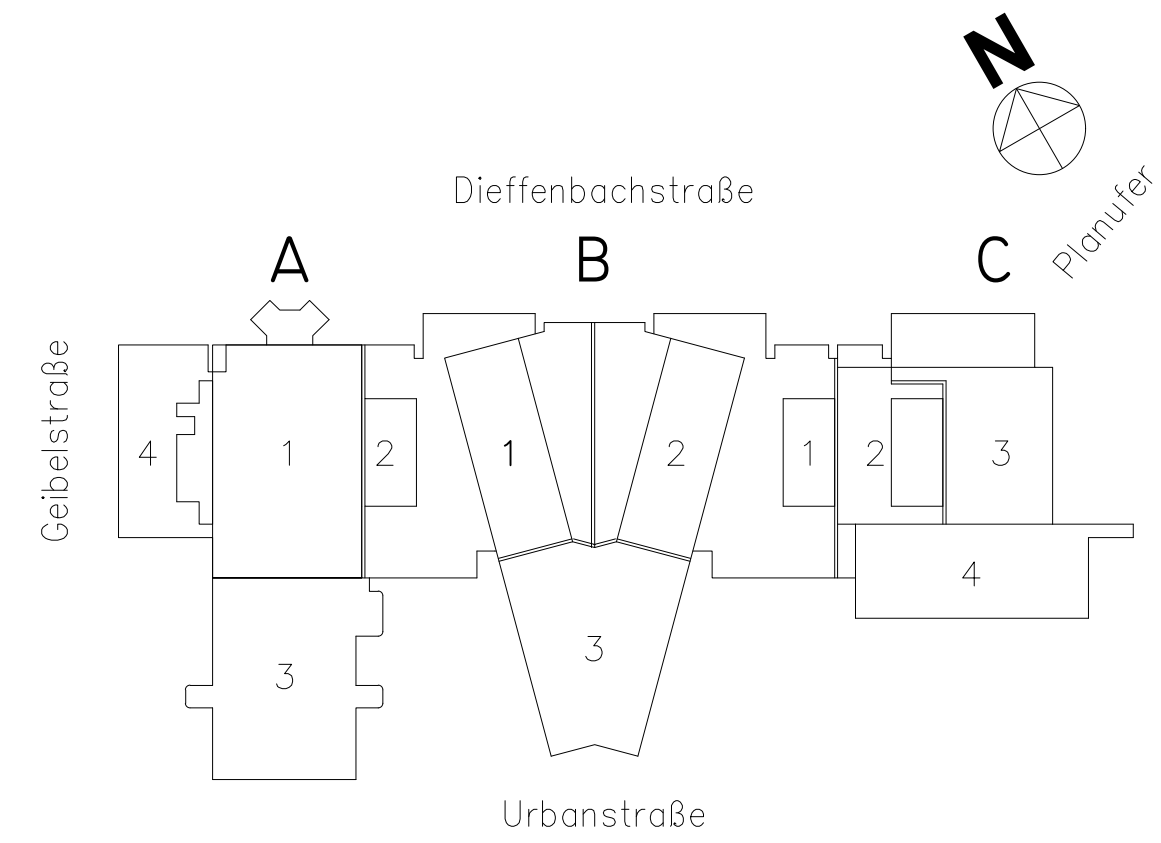 N
Dieffenbachstraße
Planufer
A B C
Geibelstraße
4 1 2 1 2 1 2 3
4
3 3
Urbanstraße